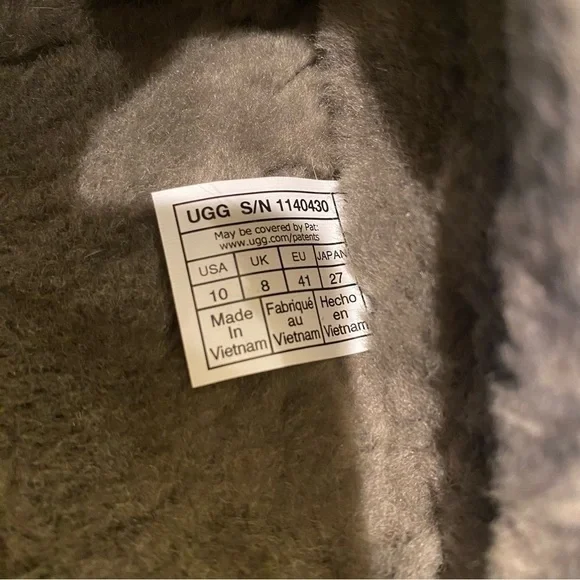 UGG S/N 1140430
May be covered by Pat:
www.ugg.com/patents
USA UK EU JAPAN
10 8 41 27
Made In Vietnam
Fabriqué au Vietnam
Hecho en Vietnam